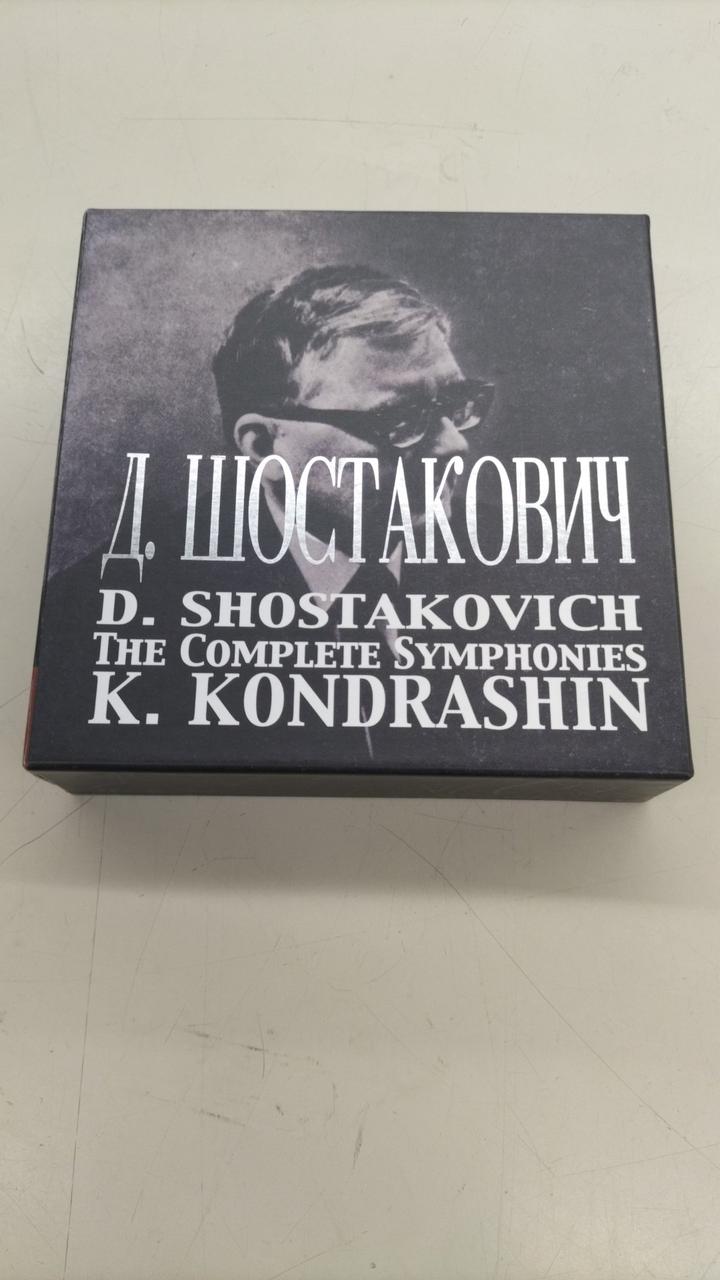 Д. ШОСТАКОВИЧ
D. SHOSTAKOVICH
THE COMPLETE SYMPHONIES
K. KONDRASHIN